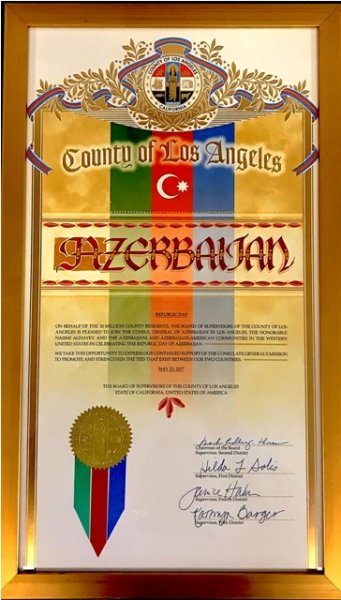 COUNTY OF LOS ANGELES
CALIFORNIA
County of Los Angeles
AZERBAIJAN
REPUBLIC DAY
ON BEHALF OF THE 10 MILLION COUNTY RESIDENTS, THE BOARD OF SUPERVISORS OF THE COUNTY OF LOS
ANGELES IS PLEASED TO JOIN THE CONSUL GENERAL OF AZERBAIJAN IN LOS ANGELES, THE HONORABLE
NASIMI AGHAYEV, AND THE AZERBAIJANI AND AZERBAIJANI-AMERICAN COMMUNITIES IN THE WESTERN
UNITED STATES IN CELEBRATING THE REPUBLIC DAY OF AZERBAIJAN.
WE TAKE THIS OPPORTUNITY TO EXPRESS OUR CONTINUED SUPPORT OF THE CONSULATE GENERAL'S MISSION
TO PROMOTE AND STRENGTHEN THE TIES THAT EXIST BETWEEN OUR TWO COUNTRIES.
MAY 23, 2017
THE BOARD OF SUPERVISORS OF THE COUNTY OF LOS ANGELES
STATE OF CALIFORNIA, UNITED STATES OF AMERICA
Chairman of the Board
Supervisor, Second District
Hilda L Solis
Supervisor, First District
Janice Hahn
Supervisor, Fourth District
Kathryn Barger
Supervisor, Fifth District